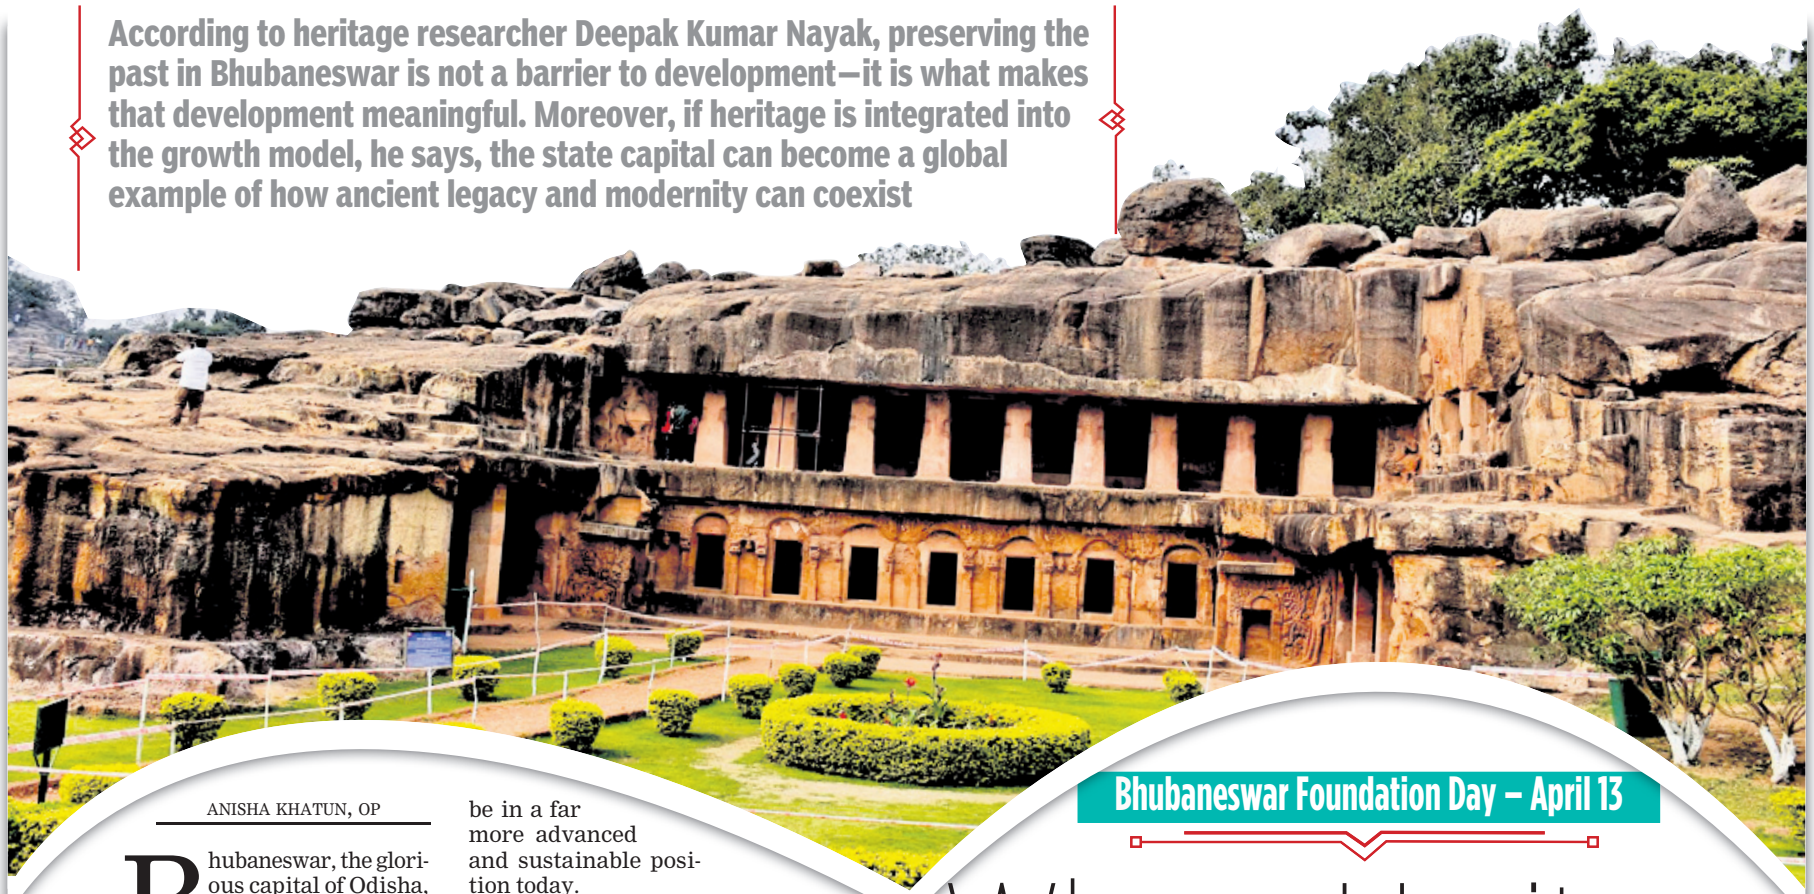 According to heritage researcher Deepak Kumar Nayak, preserving the
past in Bhubaneswar is not a barrier to development—it is what makes
that development meaningful. Moreover, if heritage is integrated into
the growth model, he says, the state capital can become a global
example of how ancient legacy and modernity can coexist
ANISHA KHATUN, OP
Bhubaneswar, the glori-
ous capital of Odisha,
be in a far
more advanced
and sustainable posi-
tion today.
Bhubaneswar Foundation Day – April 13